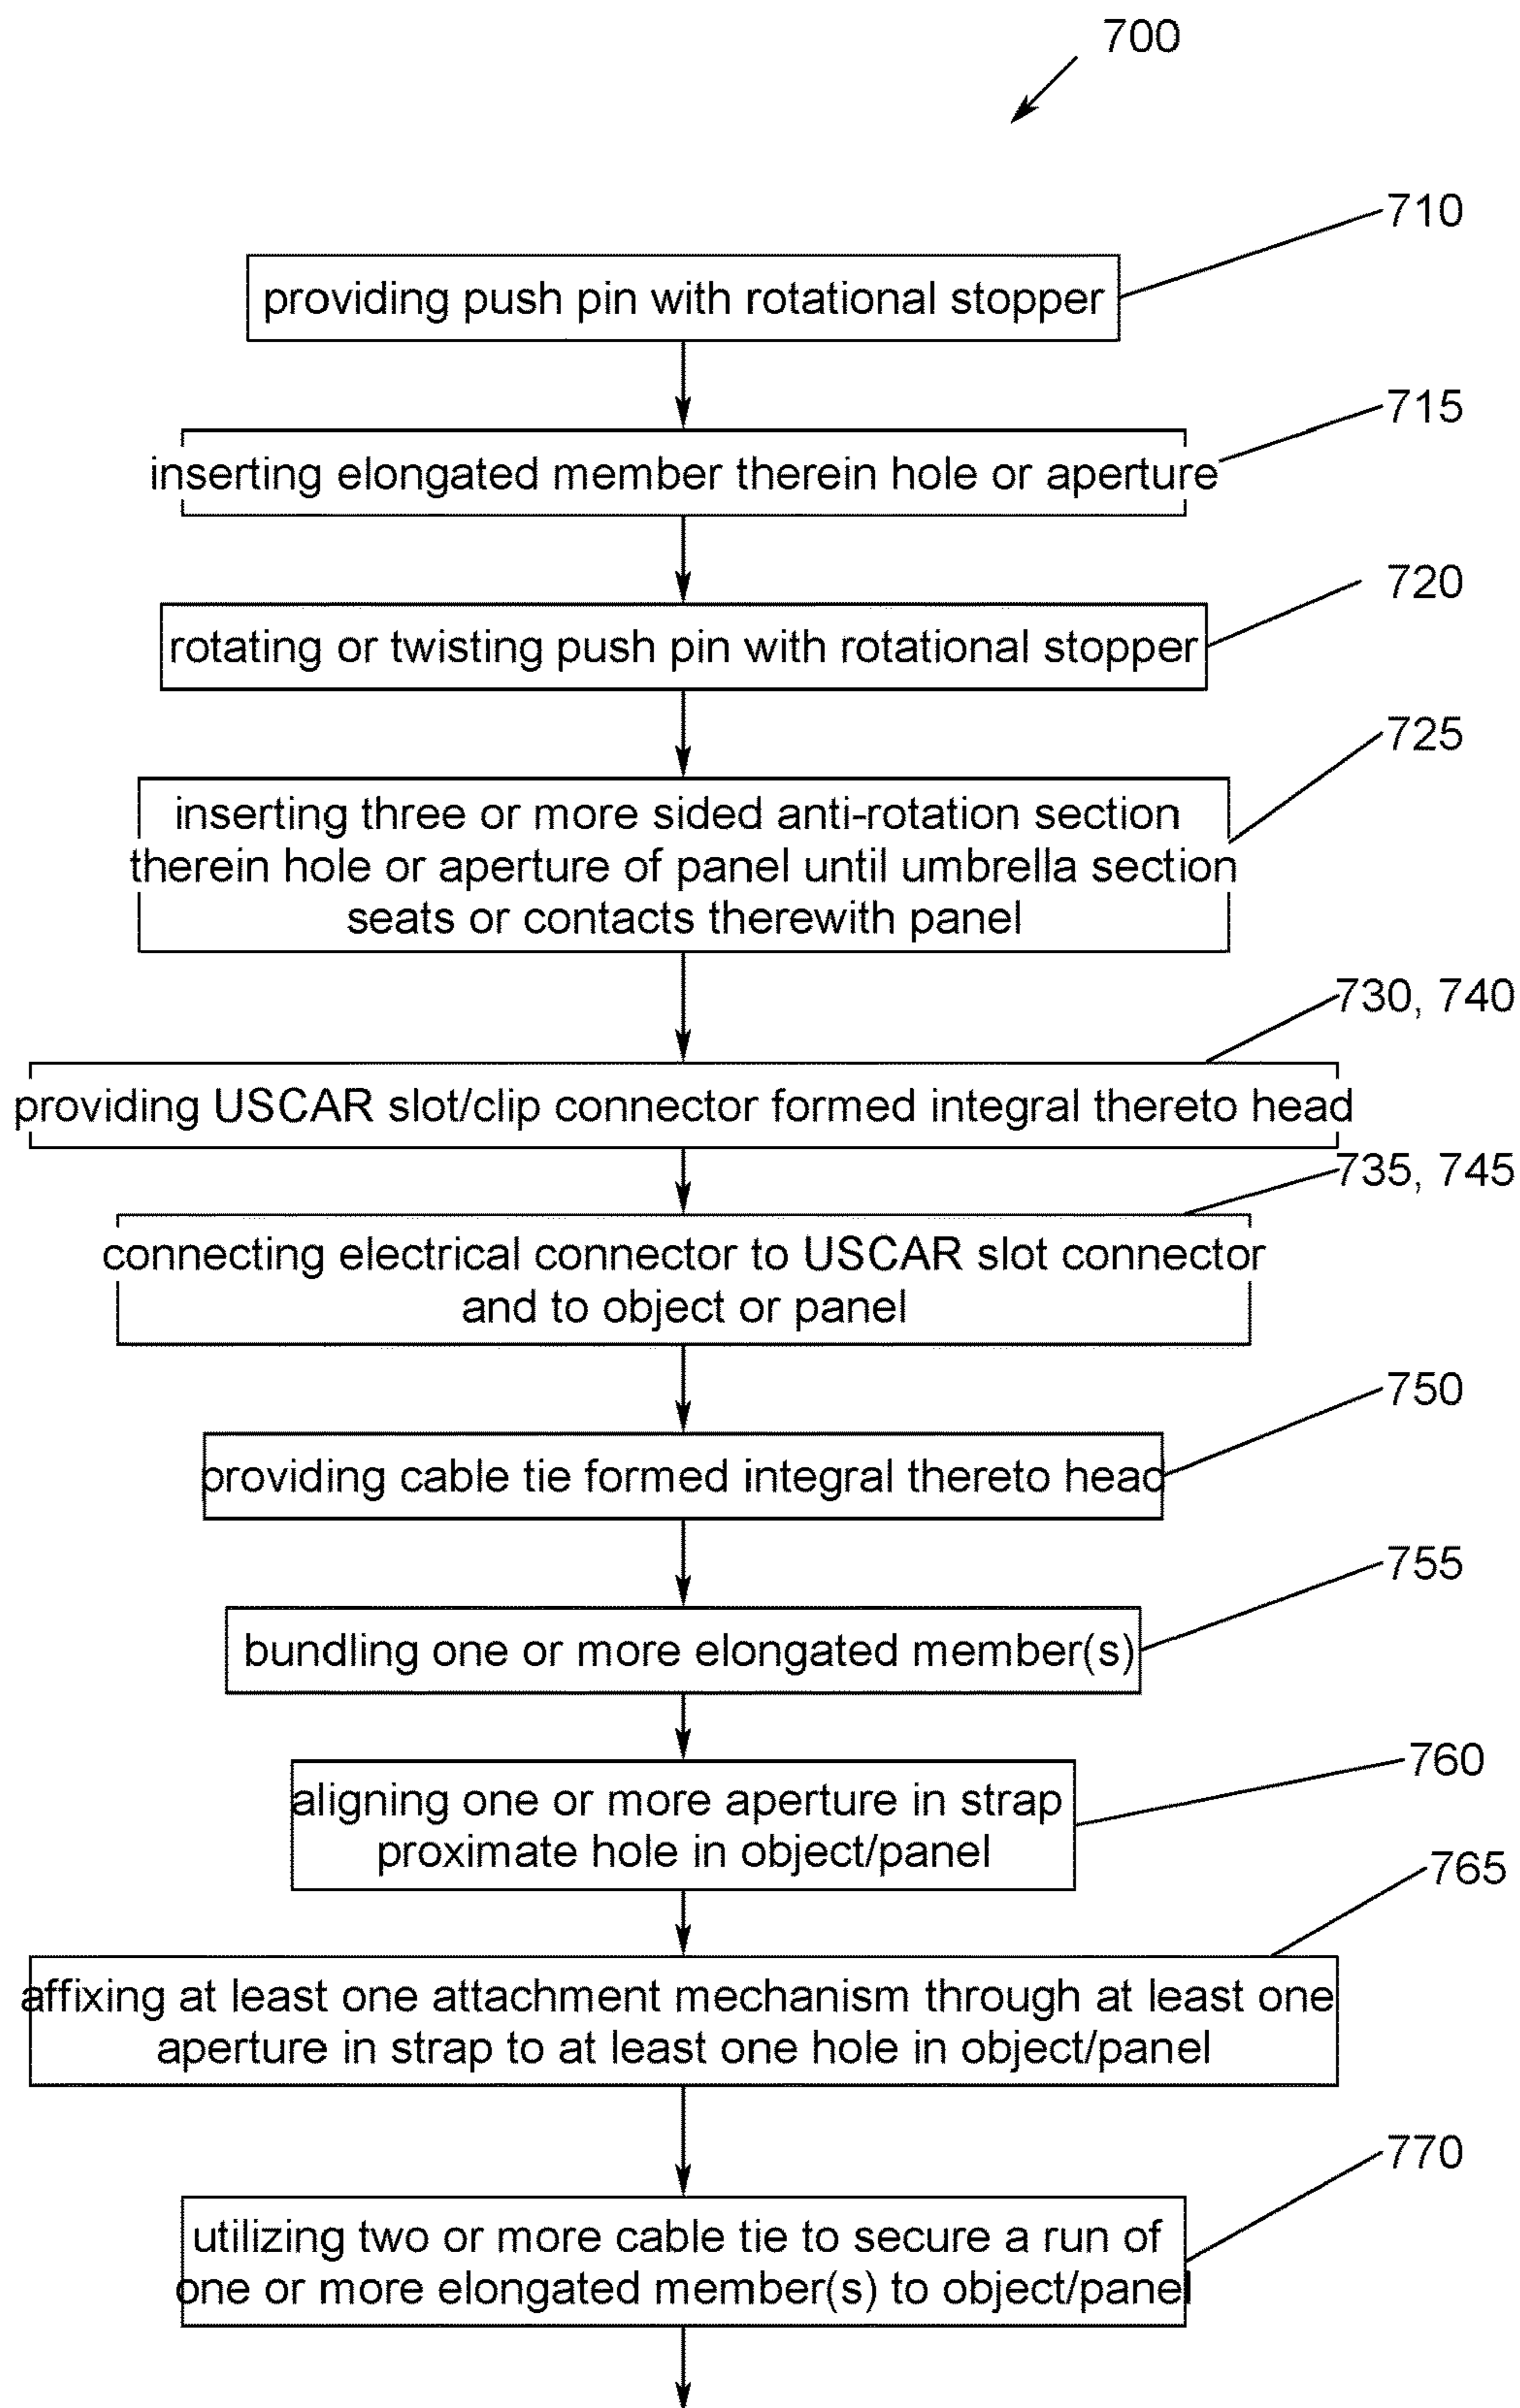 700
710
providing push pin with rotational stopper
715
inserting elongated member therein hole or aperture
720
rotating or twisting push pin with rotational stopper
725
inserting three or more sided anti-rotation section
therein hole or aperture of panel until umbrella section
seats or contacts therewith panel
730, 740
providing USCAR slot/clip connector formed integral thereto head
735, 745
connecting electrical connector to USCAR slot connector
and to object or panel
750
providing cable tie formed integral thereto head
755
bundling one or more elongated member(s)
760
aligning one or more aperture in strap
proximate hole in object/panel
765
affixing at least one attachment mechanism through at least one
aperture in strap to at least one hole in object/panel
770
utilizing two or more cable tie to secure a run of
one or more elongated member(s) to object/panel